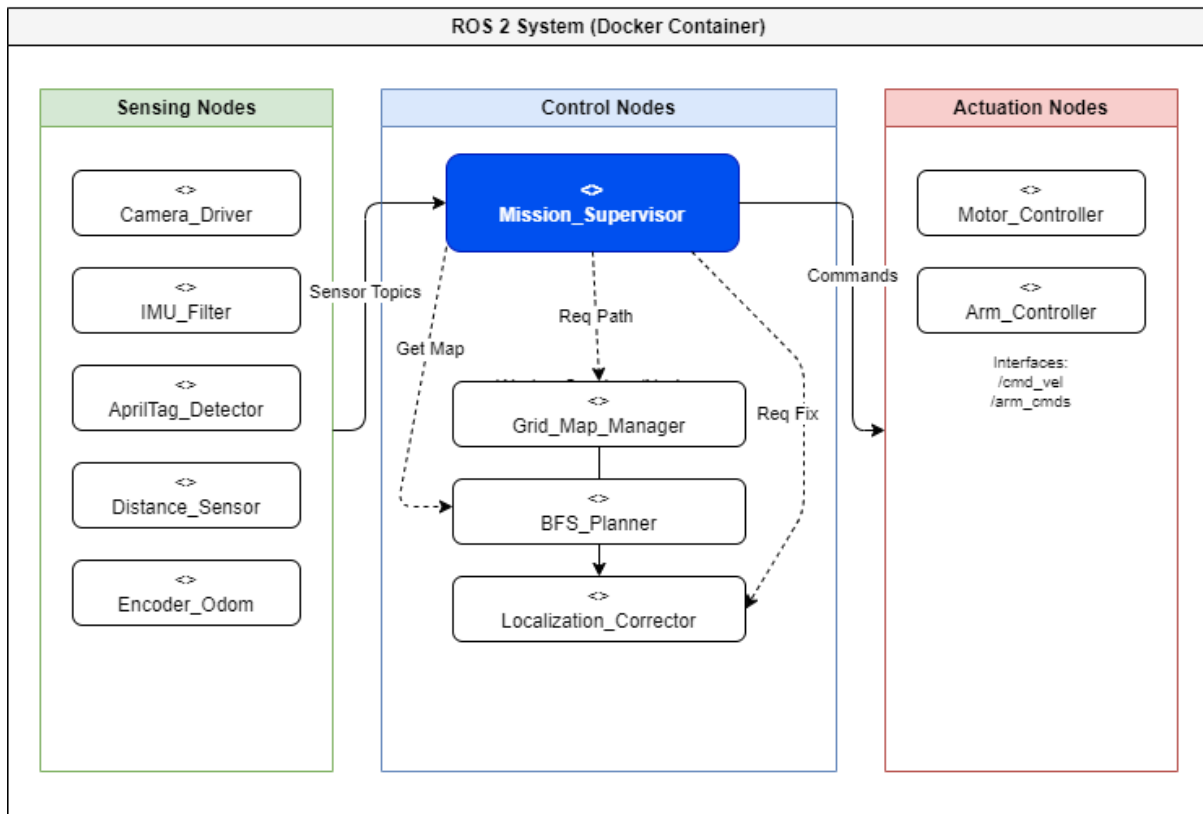 ROS 2 System (Docker Container)
Sensing Nodes
<>
Camera_Driver
<>
IMU_Filter
<>
AprilTag_Detector
<>
Distance_Sensor
<>
Encoder_Odom
Sensor Topics
Control Nodes
<>
Mission_Supervisor
Get Map
Req Path
Req Fix
<>
Grid_Map_Manager
<>
BFS_Planner
<>
Localization_Corrector
Commands
Actuation Nodes
<>
Motor_Controller
<>
Arm_Controller
Interfaces:
/cmd_vel
/arm_cmds